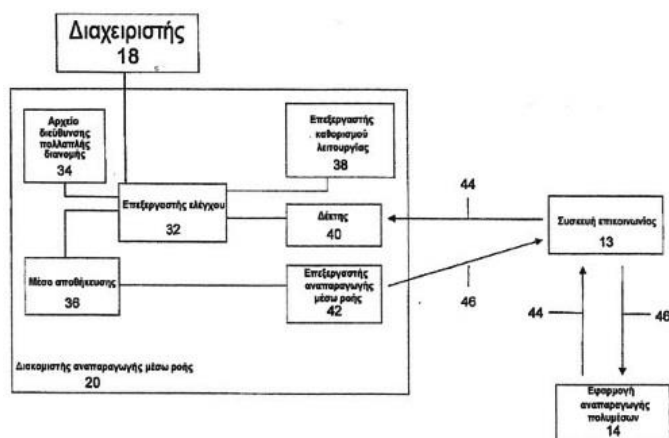 Διαχειριστής
18
Αρχείο
διεύθυνσης
πολλαπλής
διανομής
34
Επεξεργαστής
καθορισμού
λειτουργίας
38
Επεξεργαστής ελέγχου
32
Δέκτης
40
44
Συσκευή επικοινωνίας
13
Μέσο αποθήκευσης
36
Επεξεργαστής
αναπαραγωγής
μέσω ροής
42
46
44
46
Διακομιστής αναπαραγωγής μέσω ροής
20
Εφαρμογή
αναπαραγωγής
πολυμέσων
14